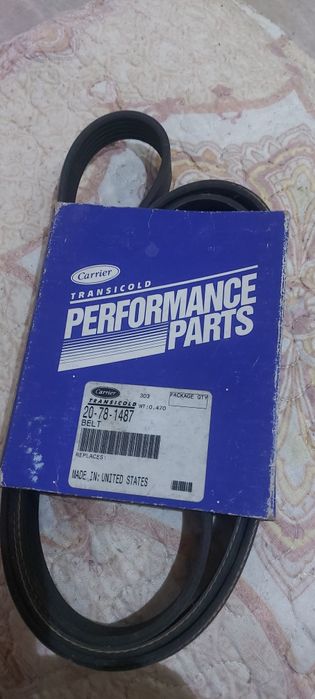 Carrier
TRANSICOLD
PERFORMANCE
PARTS
Carrier
TRANSICOLD
303
PACKAGE QTY
WT:0.470
20-78-1487
BELT
REPLACES:
MADE IN: UNITED STATES